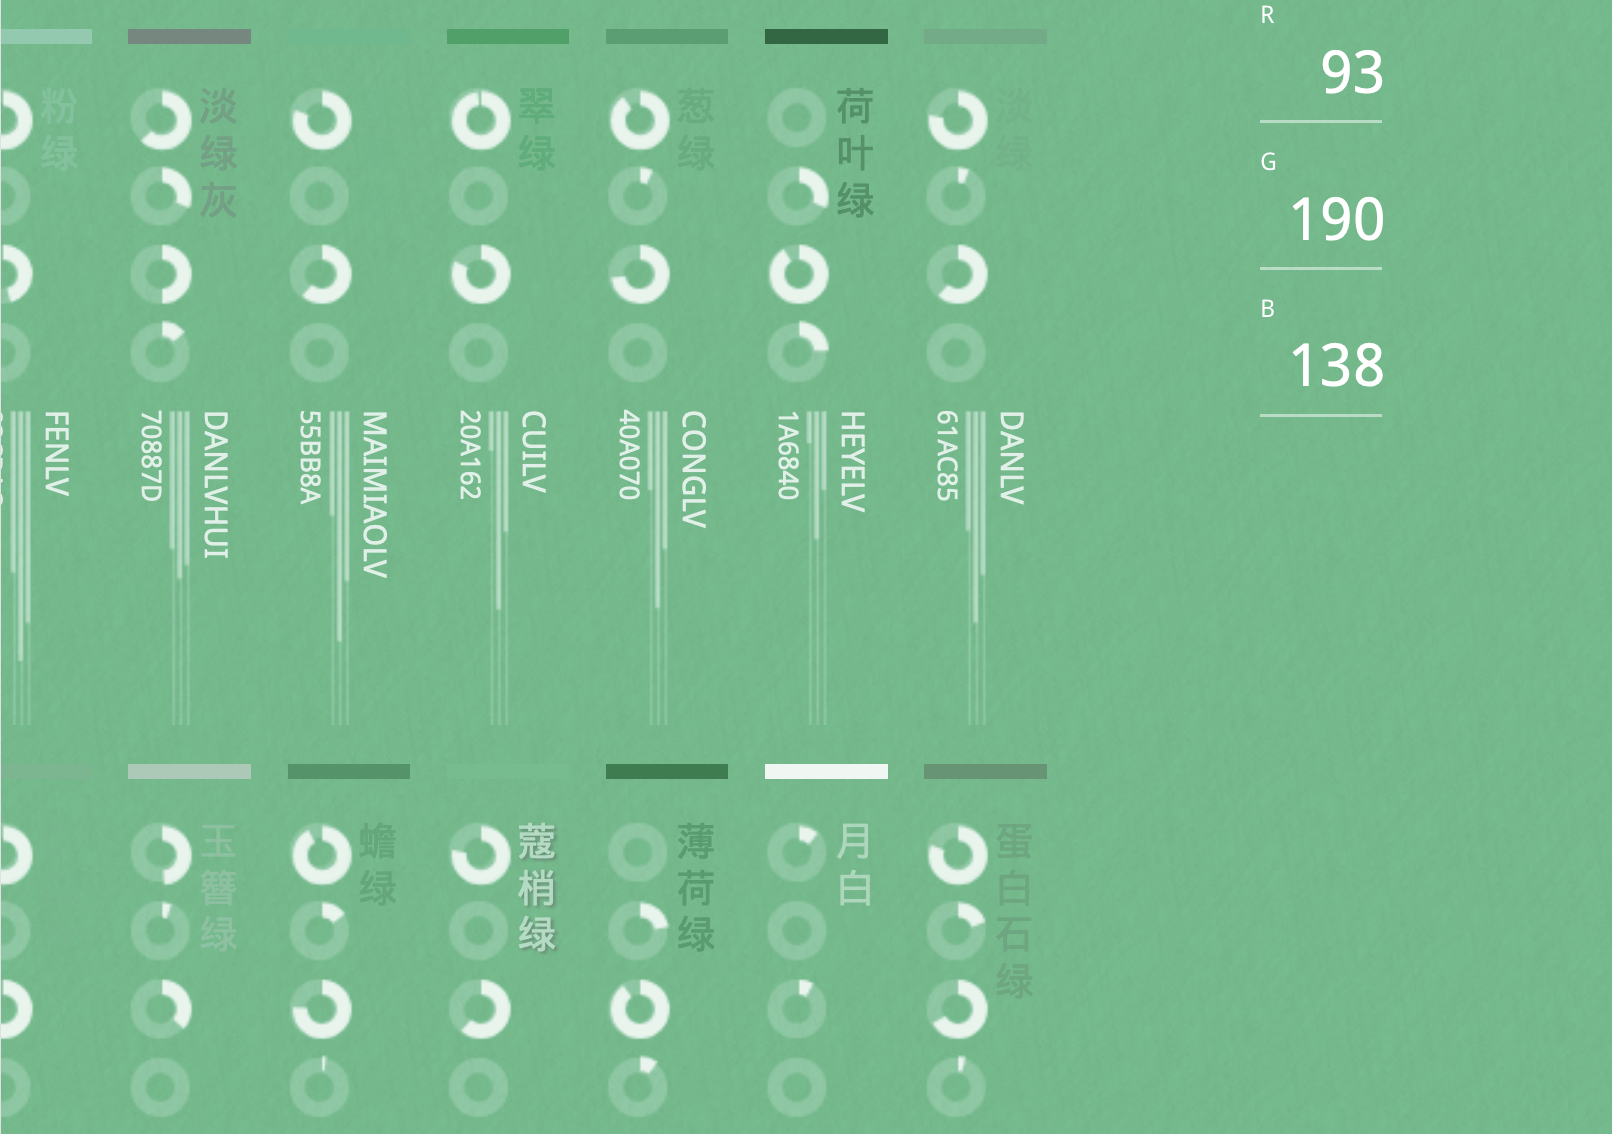 粉绿
FENLV
淡绿灰
70887D
DANLVHUI
55BB8A
MAIMIAOLV
翠绿
20A162
CUILV
葱绿
40A070
CONGLV
荷叶绿
1A6840
HEYELV
淡绿
61AC85
DANLV
R
93
G
190
B
138
玉簪绿
蟾绿
蔻梢绿
薄荷绿
月白
蛋白石绿